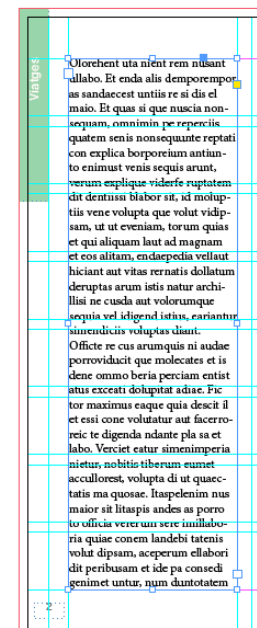 Viatges
Olorehent uta nient rem nusant
ullabo. Et enda alis demporempor
as sandaecest untiis re si dis el
maio. Et quas si que nuscia non-
sequam, omnimin pe reperciis
quatem senis nonsequunte reptati
con explica borporeium antiun-
to enimust venis sequis arunt,
verum explique viderfe ruptatem
dit dentiissi blabor sit, id molup-
tiis vene volupta que volut vidip-
sam, ut ut eveniam, torum quias
et qui aliquam laut ad magnam
et eos alitam, endaepedia vellaut
hiciant aut vitas rernatis dollatum
deruptas arum istis natur archi-
llisi ne cusda aut volorumque
sequia vel idigend istius, eariantur
simendiciis voluptas diant.
Officte re cus arumquis ni audae
porroviducit que molecates et is
dene ommo beria perciam entist
atus exceati dolupitat adiae. Fic
tor maximus eaque quia descit il
et essi cone volutatur aut facerro-
reic te digenda ndante pla sa et
labo. Verciet eatur simenimperia
nietur, nobitis tiberum eumet
accullorest, volupta di ut quaec-
tatis ma quosae. Itaspelenim nus
maior sit litaspis andes as porro
to officia vererum sere imillabo-
ria quiae conem landebi tatenis
volut dipsam, aceperum ellabori
dit peribusam et ide pa consedi
genimet untur, num duntotatem
2